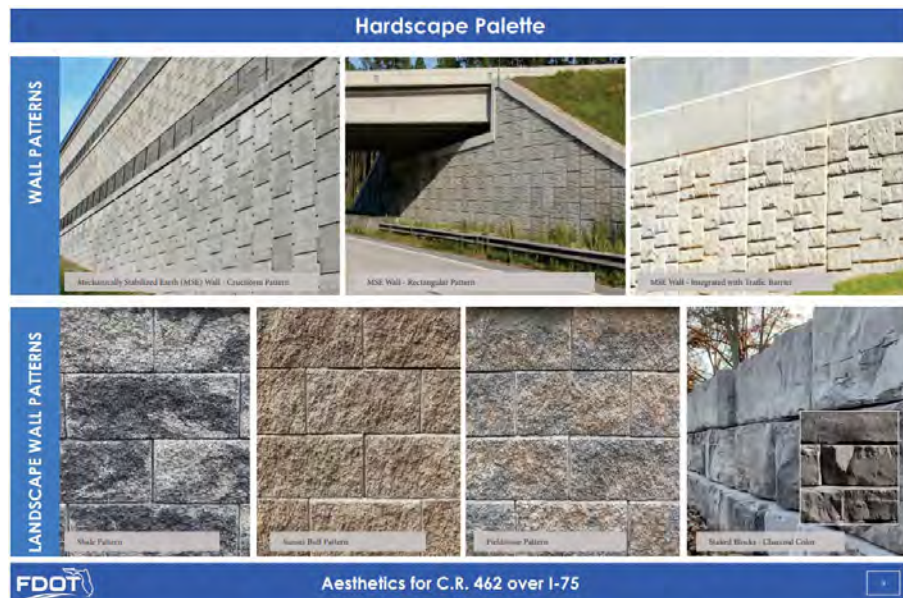 Hardscape Palette
WALL PATTERNS
Mechanically Stabilized Earth (MSE) Wall - Cruciform Pattern
MSE Wall - Rectangular Pattern
MSE Wall - Integrated with Traffic Barrier
LANDSCAPE WALL PATTERNS
Shale Pattern
Sunset Buff Pattern
Fieldstone Pattern
Blocks - Charcoal Color
FDOT
Aesthetics for C.R. 462 over I-75